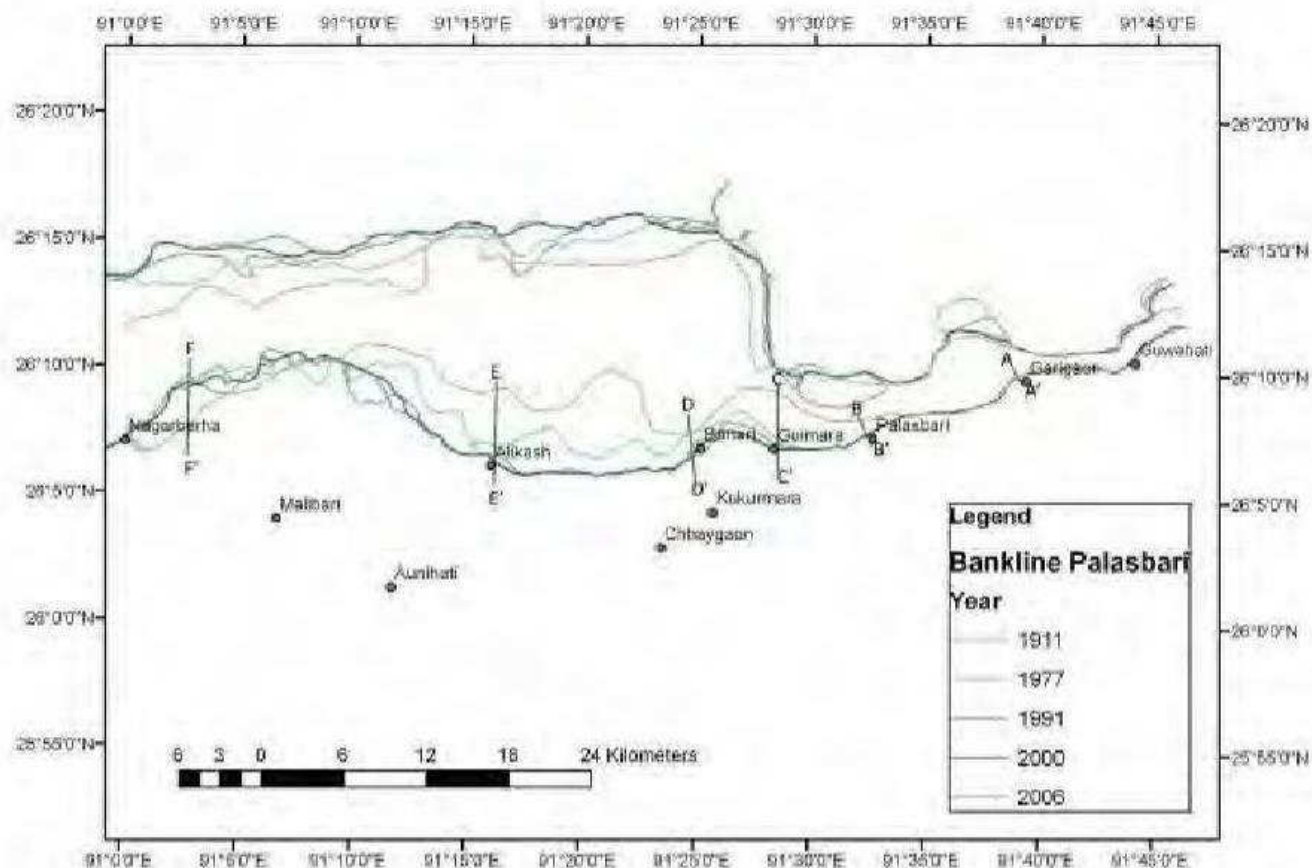 91°0'0"E 91°5'0"E 91°10'0"E 91°15'0"E 91°20'0"E 91°25'0"E 91°30'0"E 91°35'0"E 91°40'0"E 91°45'0"E
26°20'0"N 26°20'0"N
26°15'0"N 26°15'0"N
26°10'0"N 26°10'0"N
26°5'0"N 26°5'0"N
26°0'0"N 26°0'0"N
25°55'0"N 25°55'0"N
F
E
D
C
B
A
Guwahati
Garigaon
A'
Nagarberha
F'
Alikash
E'
Banari
D'
Guimara
C'
Palasbari
B'
Kukurmara
Malibari
Chhaygaon
Aunihati
Legend
Bankline Palasbari
Year
1911
1977
1991
2000
2006
6 3 0 6 12 18 24 Kilometers
91°0'0"E 91°5'0"E 91°10'0"E 91°15'0"E 91°20'0"E 91°25'0"E 91°30'0"E 91°35'0"E 91°40'0"E 91°45'0"E